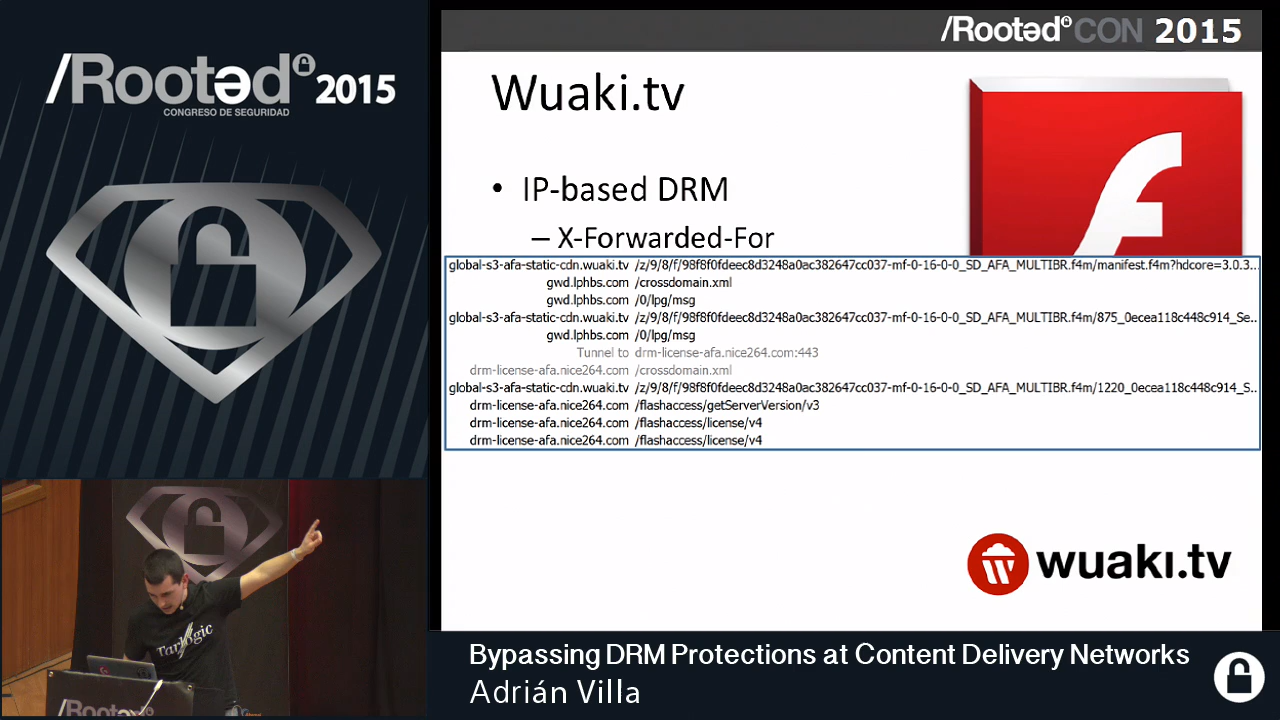 /Rootəd 2015
CONGRESO DE SEGURIDAD
/RootədCON 2015
Wuaki.tv
• IP-based DRM
– X-Forwarded-For
global-s3-afa-static-cdn.wuaki.tv /z/9/8/f/98f8f0fdeec8d3248a0ac382647cc037-mf-0-16-0-0_SD_AFA_MULTIBR.f4m/manifest.f4m?hdcore=3.0.3...
gwd.lphbs.com /crossdomain.xml
gwd.lphbs.com /0/lpg/msg
global-s3-afa-static-cdn.wuaki.tv /z/9/8/f/98f8f0fdeec8d3248a0ac382647cc037-mf-0-16-0-0_SD_AFA_MULTIBR.f4m/875_0ecea118c448c914_Se...
gwd.lphbs.com /0/lpg/msg
Tunnel to drm-license-afa.nice264.com:443
drm-license-afa.nice264.com /crossdomain.xml
global-s3-afa-static-cdn.wuaki.tv /z/9/8/f/98f8f0fdeec8d3248a0ac382647cc037-mf-0-16-0-0_SD_AFA_MULTIBR.f4m/1220_0ecea118c448c914_S...
drm-license-afa.nice264.com /flashaccess/getServerVersion/v3
drm-license-afa.nice264.com /flashaccess/license/v4
drm-license-afa.nice264.com /flashaccess/license/v4
wuaki.tv
Tarlogic
/Rootəd
Bypassing DRM Protections at Content Delivery Networks
Adrián Villa